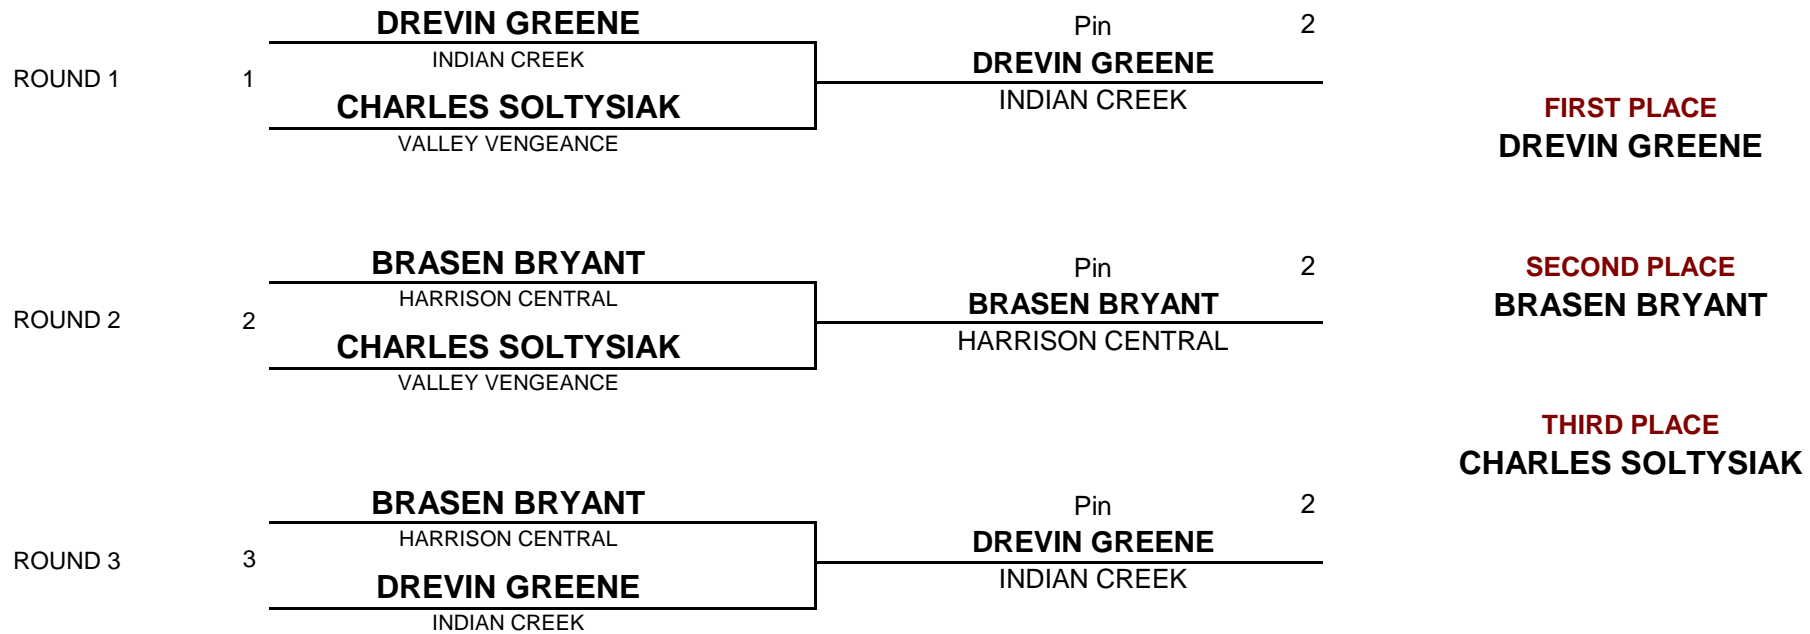 DREVIN GREENE
INDIAN CREEK
ROUND 1
1
CHARLES SOLTYSIAK
VALLEY VENGEANCE
Pin
2
DREVIN GREENE
INDIAN CREEK
FIRST PLACE
DREVIN GREENE
BRASEN BRYANT
HARRISON CENTRAL
ROUND 2
2
CHARLES SOLTYSIAK
VALLEY VENGEANCE
Pin
2
BRASEN BRYANT
HARRISON CENTRAL
SECOND PLACE
BRASEN BRYANT
THIRD PLACE
CHARLES SOLTYSIAK
BRASEN BRYANT
HARRISON CENTRAL
ROUND 3
3
DREVIN GREENE
INDIAN CREEK
Pin
2
DREVIN GREENE
INDIAN CREEK